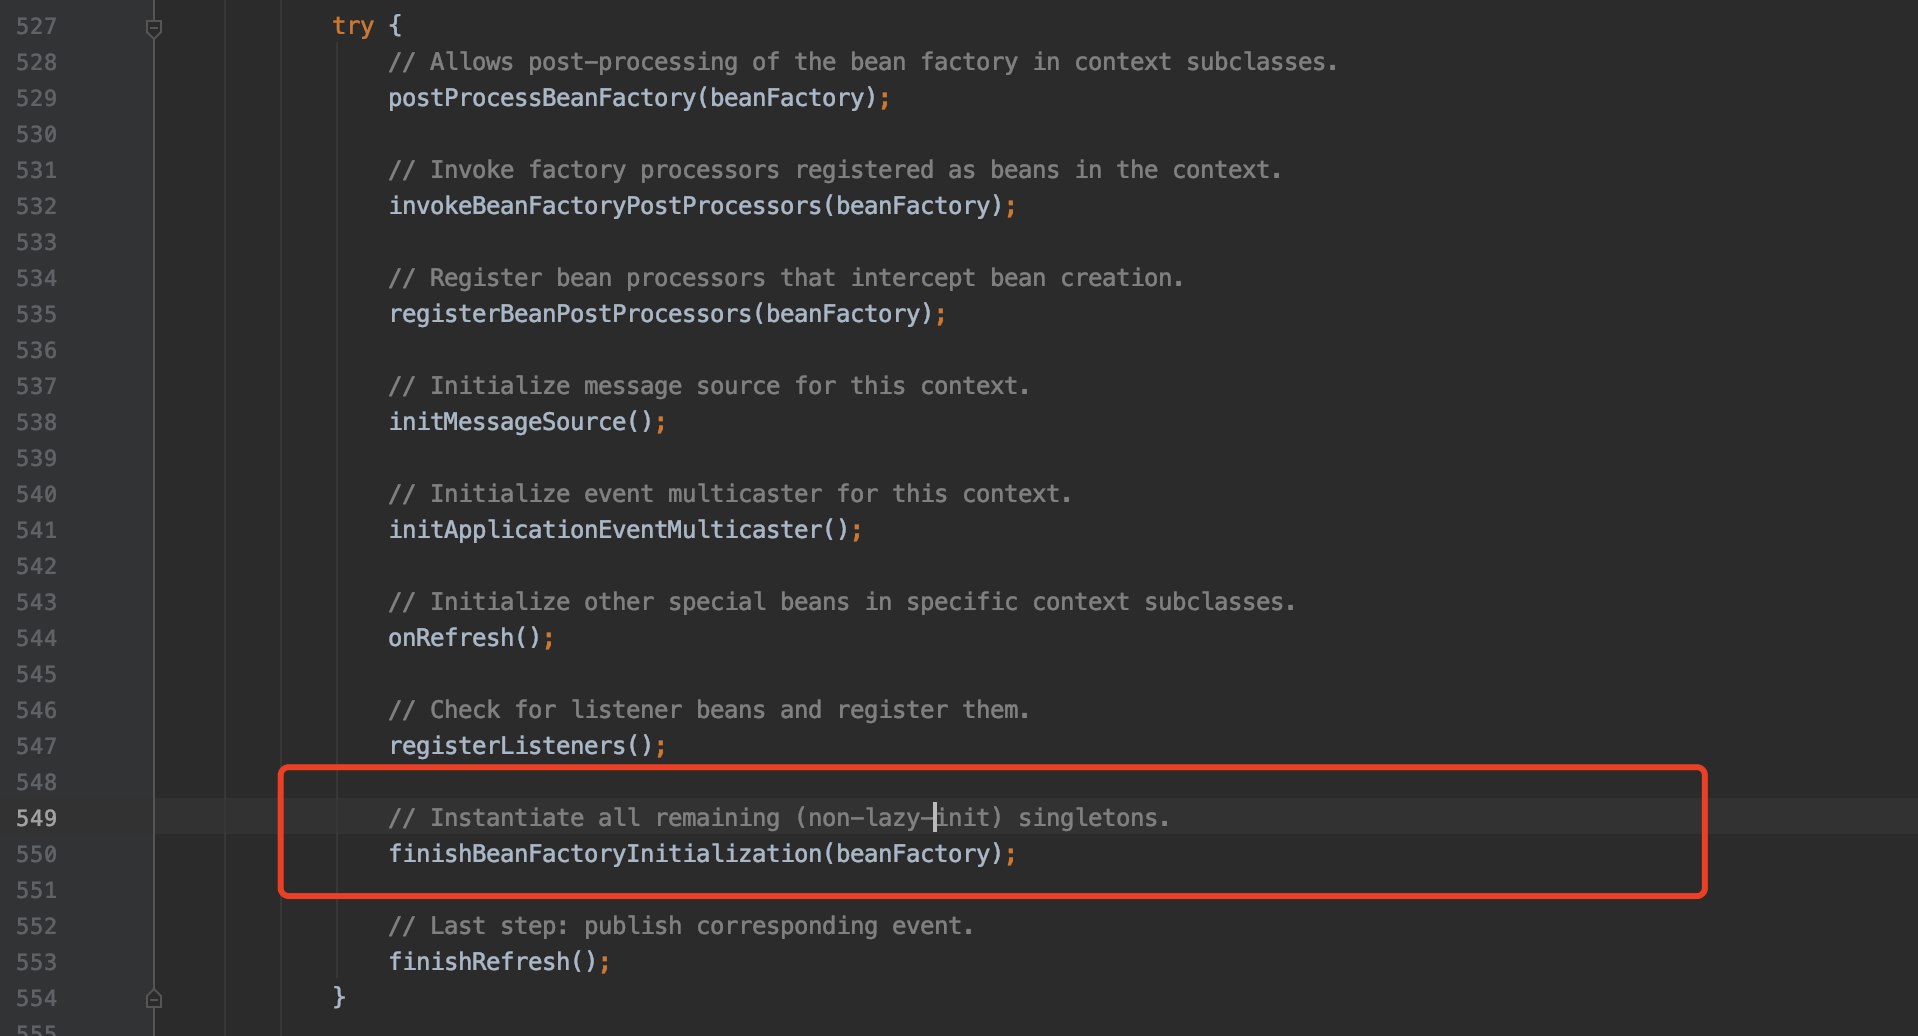 527 try {
528 // Allows post-processing of the bean factory in context subclasses.
529 postProcessBeanFactory(beanFactory);
530
531 // Invoke factory processors registered as beans in the context.
532 invokeBeanFactoryPostProcessors(beanFactory);
533
534 // Register bean processors that intercept bean creation.
535 registerBeanPostProcessors(beanFactory);
536
537 // Initialize message source for this context.
538 initMessageSource();
539
540 // Initialize event multicaster for this context.
541 initApplicationEventMulticaster();
542
543 // Initialize other special beans in specific context subclasses.
544 onRefresh();
545
546 // Check for listener beans and register them.
547 registerListeners();
548
549 // Instantiate all remaining (non-lazy-init) singletons.
550 finishBeanFactoryInitialization(beanFactory);
551
552 // Last step: publish corresponding event.
553 finishRefresh();
554 }
555